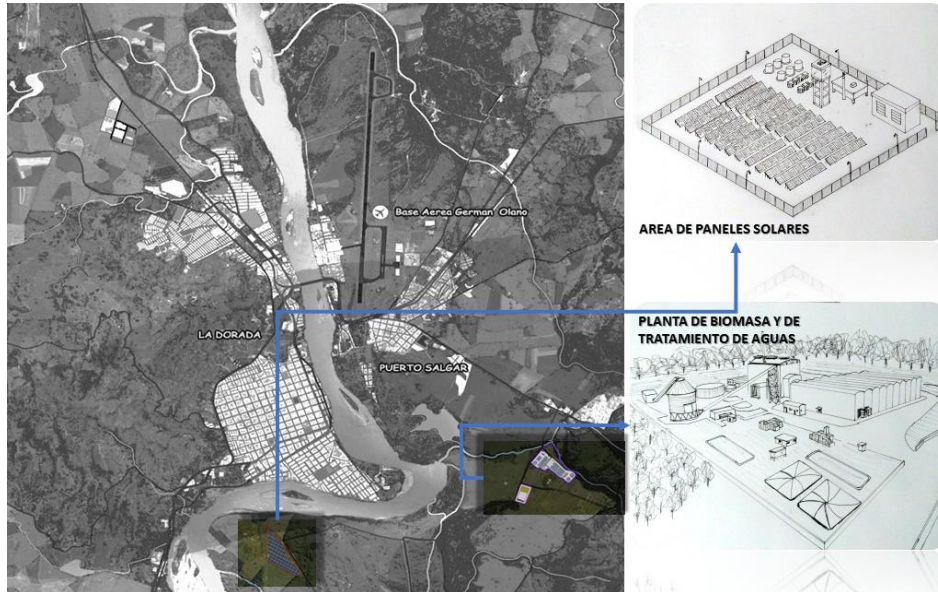 Base Aerea German Olano
LA DORADA
PUERTO SALGAR
AREA DE PANELES SOLARES
PLANTA DE BIOMASA Y DE
TRATAMIENTO DE AGUAS